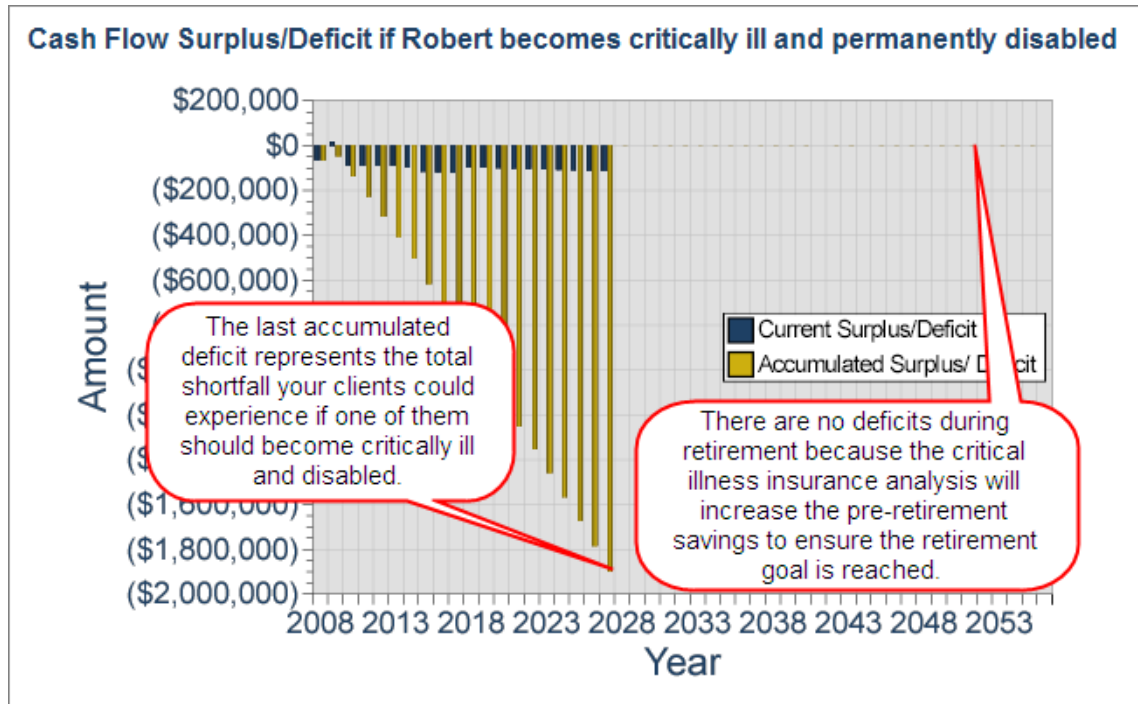 Cash Flow Surplus/Deficit if Robert becomes critically ill and permanently disabled
$200,000
$0
($200,000)
($400,000)
($600,000)
($1,600,000)
($1,800,000)
($2,000,000)
Amount
The last accumulated
deficit represents the total
shortfall your clients could
experience if one of them
should become critically ill
and disabled.
Current Surplus/Deficit
Accumulated Surplus/ Deficit
There are no deficits during
retirement because the critical
illness insurance analysis will
increase the pre-retirement
savings to ensure the retirement
goal is reached.
2008 2013 2018 2023 2028 2033 2038 2043 2048 2053
Year